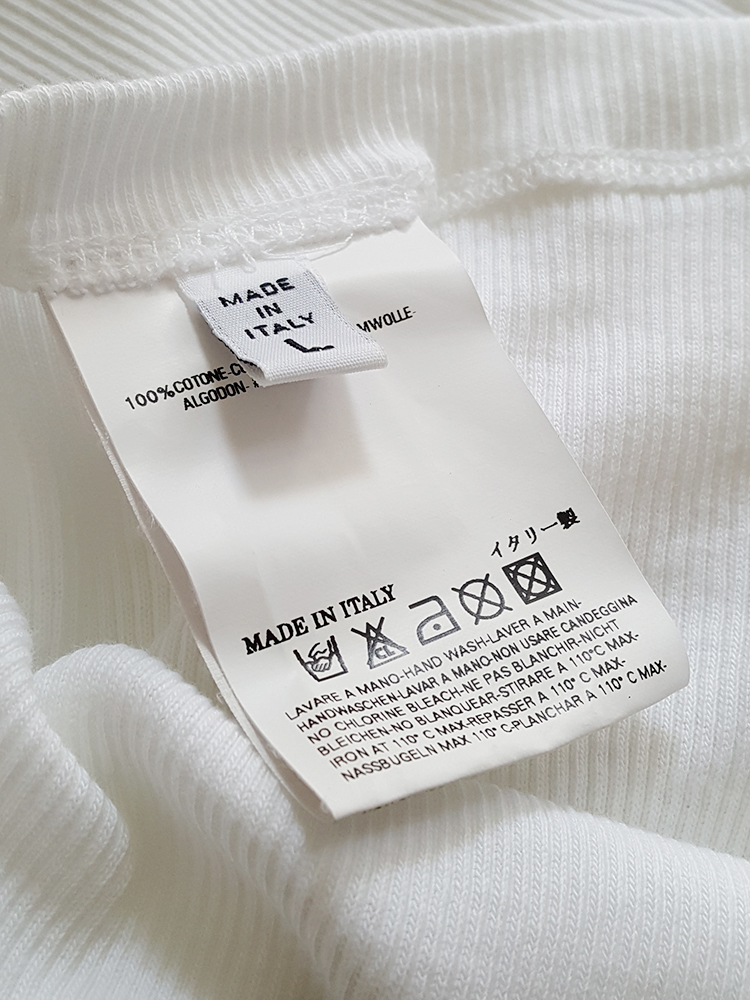 MADE
IN
ITALY
L
100%COTONE-
MWOLLE-
ALGODON-
イタリー製
MADE IN ITALY
CL
LAVARE A MANO-HAND WASH-LAVER A MAIN-
HANDWASCHEN-LAVAR A MANO-NON USARE CANDEGGINA
NO CHLORINE BLEACH-NE PAS BLANCHIR-NICHT
BLEICHEN-NO BLANQUEAR-STIRARE A 110°C MAX-
IRON AT 110° C MAX-REPASSER A 110° C MAX-
NASSBUGELN MAX 110° C-PLANCHAR A 110° C MAX-